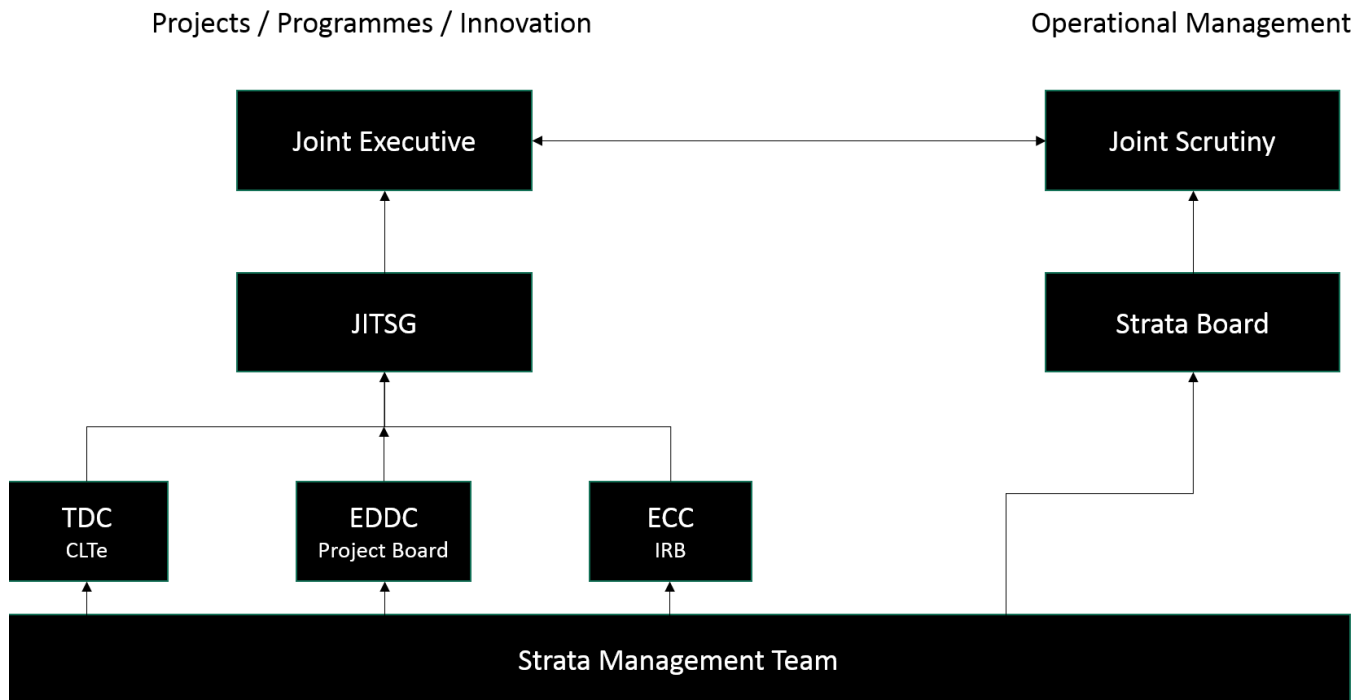 Projects / Programmes / Innovation
Operational Management
Joint Executive
Joint Scrutiny
JITSG
Strata Board
TDC
CLTe
EDDC
Project Board
ECC
IRB
Strata Management Team